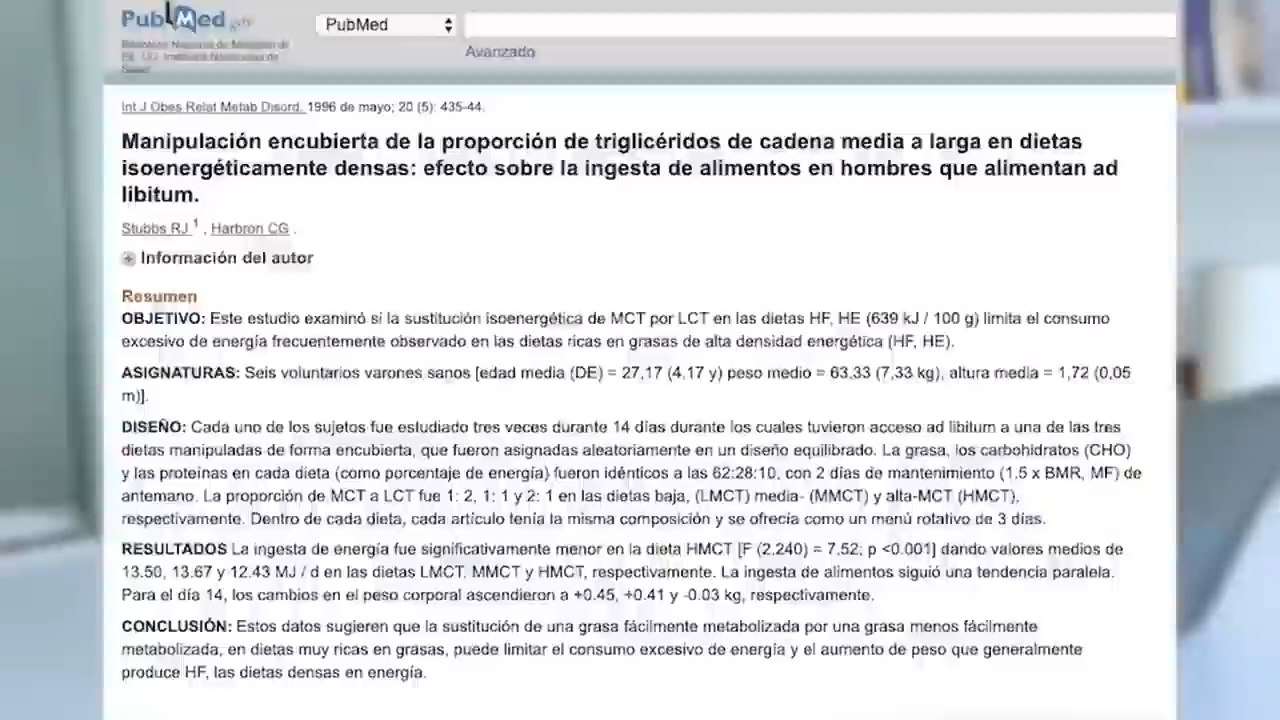 PubMed.gov
PubMed
Avanzado
Int J Obes Relat Metab Disord. 1996 de mayo; 20 (5): 435-44.
Manipulación encubierta de la proporción de triglicéridos de cadena media a larga en dietas
isoenergéticamente densas: efecto sobre la ingesta de alimentos en hombres que alimentan ad
libitum.
Stubbs RJ 1 , Harbron CG .
Información del autor
Resumen
OBJETIVO: Este estudio examinó si la sustitución isoenergética de MCT por LCT en las dietas HF, HE (639 kJ / 100 g) limita el consumo
excesivo de energía frecuentemente observado en las dietas ricas en grasas de alta densidad energética (HF, HE).
ASIGNATURAS: Seis voluntarios varones sanos [edad media (DE) = 27,17 (4,17 y) peso medio = 63,33 (7,33 kg), altura media = 1,72 (0,05
m)].
DISEÑO: Cada uno de los sujetos fue estudiado tres veces durante 14 días durante los cuales tuvieron acceso ad libitum a una de las tres
dietas manipuladas de forma encubierta, que fueron asignadas aleatoriamente en un diseño equilibrado. La grasa, los carbohidratos (CHO)
y las proteínas en cada dieta (como porcentaje de energía) fueron idénticos a las 62:28:10, con 2 días de mantenimiento (1.5 x BMR, MF) de
antemano. La proporción de MCT a LCT fue 1: 2, 1: 1 y 2: 1 en las dietas baja, (LMCT) media- (MMCT) y alta-MCT (HMCT),
respectivamente. Dentro de cada dieta, cada artículo tenía la misma composición y se ofrecía como un menú rotativo de 3 días.
RESULTADOS La ingesta de energía fue significativamente menor en la dieta HMCT [F (2,240) = 7,52; p <0.001] dando valores medios de
13.50, 13.67 y 12.43 MJ / d en las dietas LMCT, MMCT y HMCT, respectivamente. La ingesta de alimentos siguió una tendencia paralela.
Para el día 14, los cambios en el peso corporal ascendieron a +0.45, +0.41 y -0.03 kg, respectivamente.
CONCLUSIÓN: Estos datos sugieren que la sustitución de una grasa fácilmente metabolizada por una grasa menos fácilmente
metabolizada, en dietas muy ricas en grasas, puede limitar el consumo excesivo de energía y el aumento de peso que generalmente
produce HF, las dietas densas en energía.